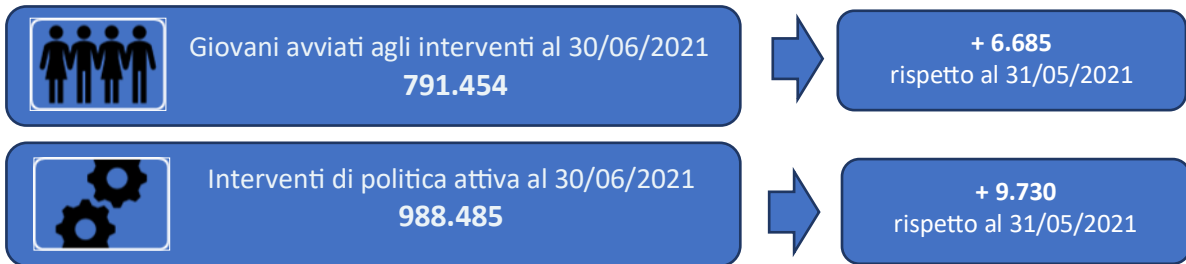 Giovani avviati agli interventi al 30/06/2021
791.454
+ 6.685
rispetto al 31/05/2021
Interventi di politica attiva al 30/06/2021
988.485
+ 9.730
rispetto al 31/05/2021